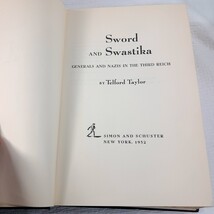 Sword
AND Swastika
GENERALS AND NAZIS IN THE THIRD REICH
BY Telford Taylor
SIMON AND SCHUSTER
NEW YORK, 1952